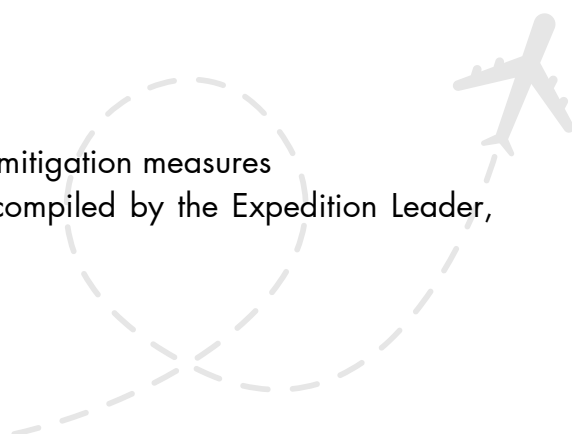 mitigation measures
compiled by the Expedition Leader,